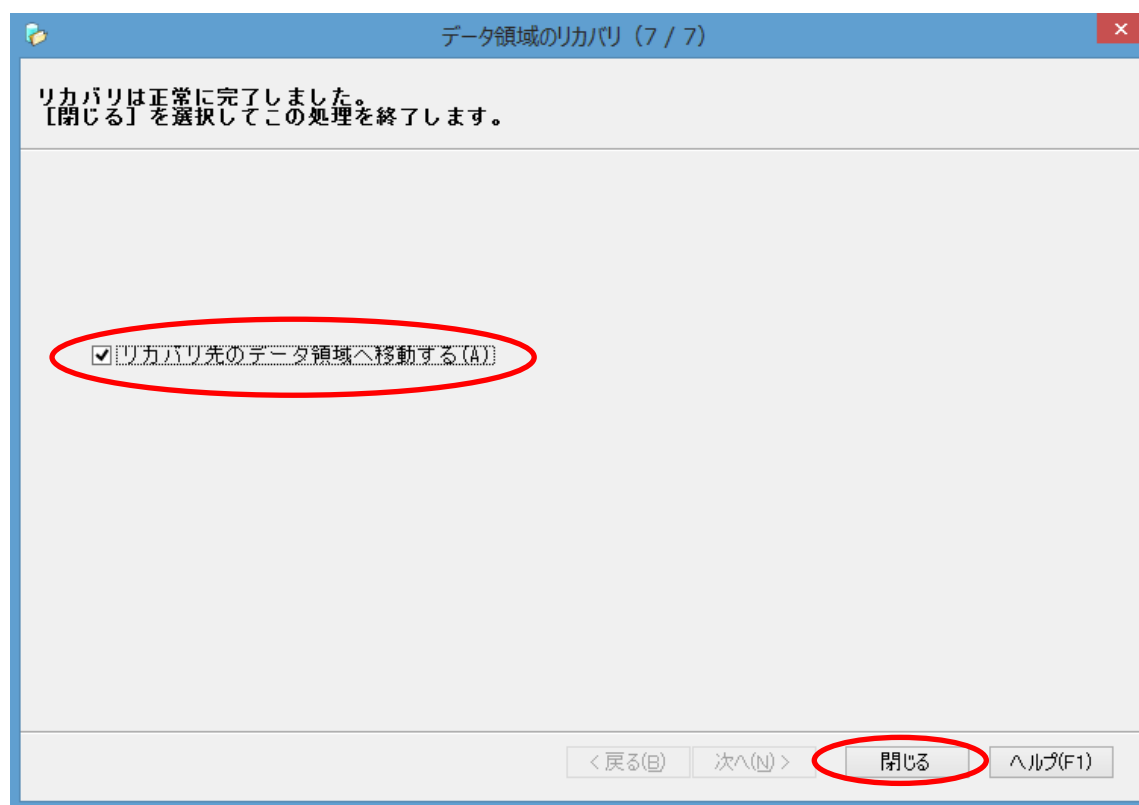 データ領域のリカバリ（7 / 7）
リカバリは正常に完了しました。
［閉じる］を選択してこの処理を終了します。
リカバリ先のデータ領域へ移動する(A)
< 戻る(B)
次へ(N) >
閉じる
ヘルプ(F1)